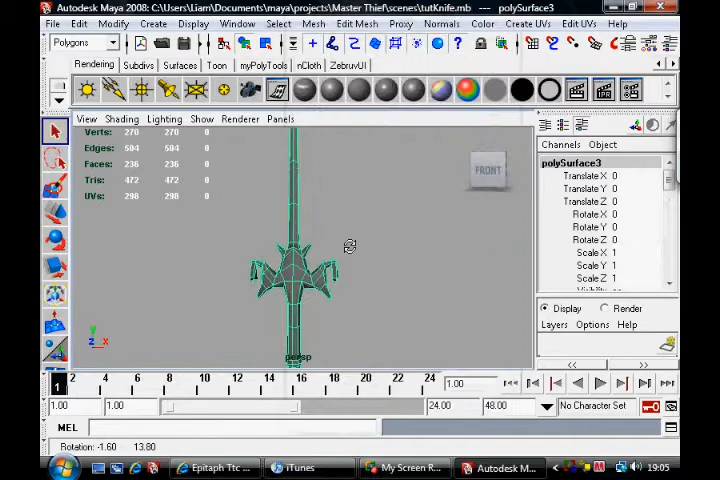 Autodesk Maya 2008: C:\Users\Liam\documents\maya\projects\Master Thief\scenes\tutKnife.mb - polySurface3
File Edit Modify Create Display Window Select Mesh Edit Mesh Proxy Normals Color Create UVs Edit UVs Help
Polygons
Rendering Subdivs Surfaces Toon myPolyTools nCloth ZebruvUI
IPR
View Shading Lighting Show Renderer Panels
Channels Object
Verts: 270 270 0
Edges: 504 504 0
Faces: 236 236 0
Tris: 472 472 0
UVs: 298 298 0
FRONT
polySurface3
Translate X 0
Translate Y 0
Translate Z 0
Rotate X 0
Rotate Y 0
Rotate Z 0
Scale X 1
Scale Y 1
Scale Z 1
Display Render
Layers Options Help
y
z x
persp
1 2 4 6 8 10 12 14 16 18 20 22 24 1.00
1.00 1.00 24.00 48.00 No Character Set
MEL
Rotation: -1.60 13.80
Epitaph Ttc ... iTunes My Screen R... Autodesk M... 19:05